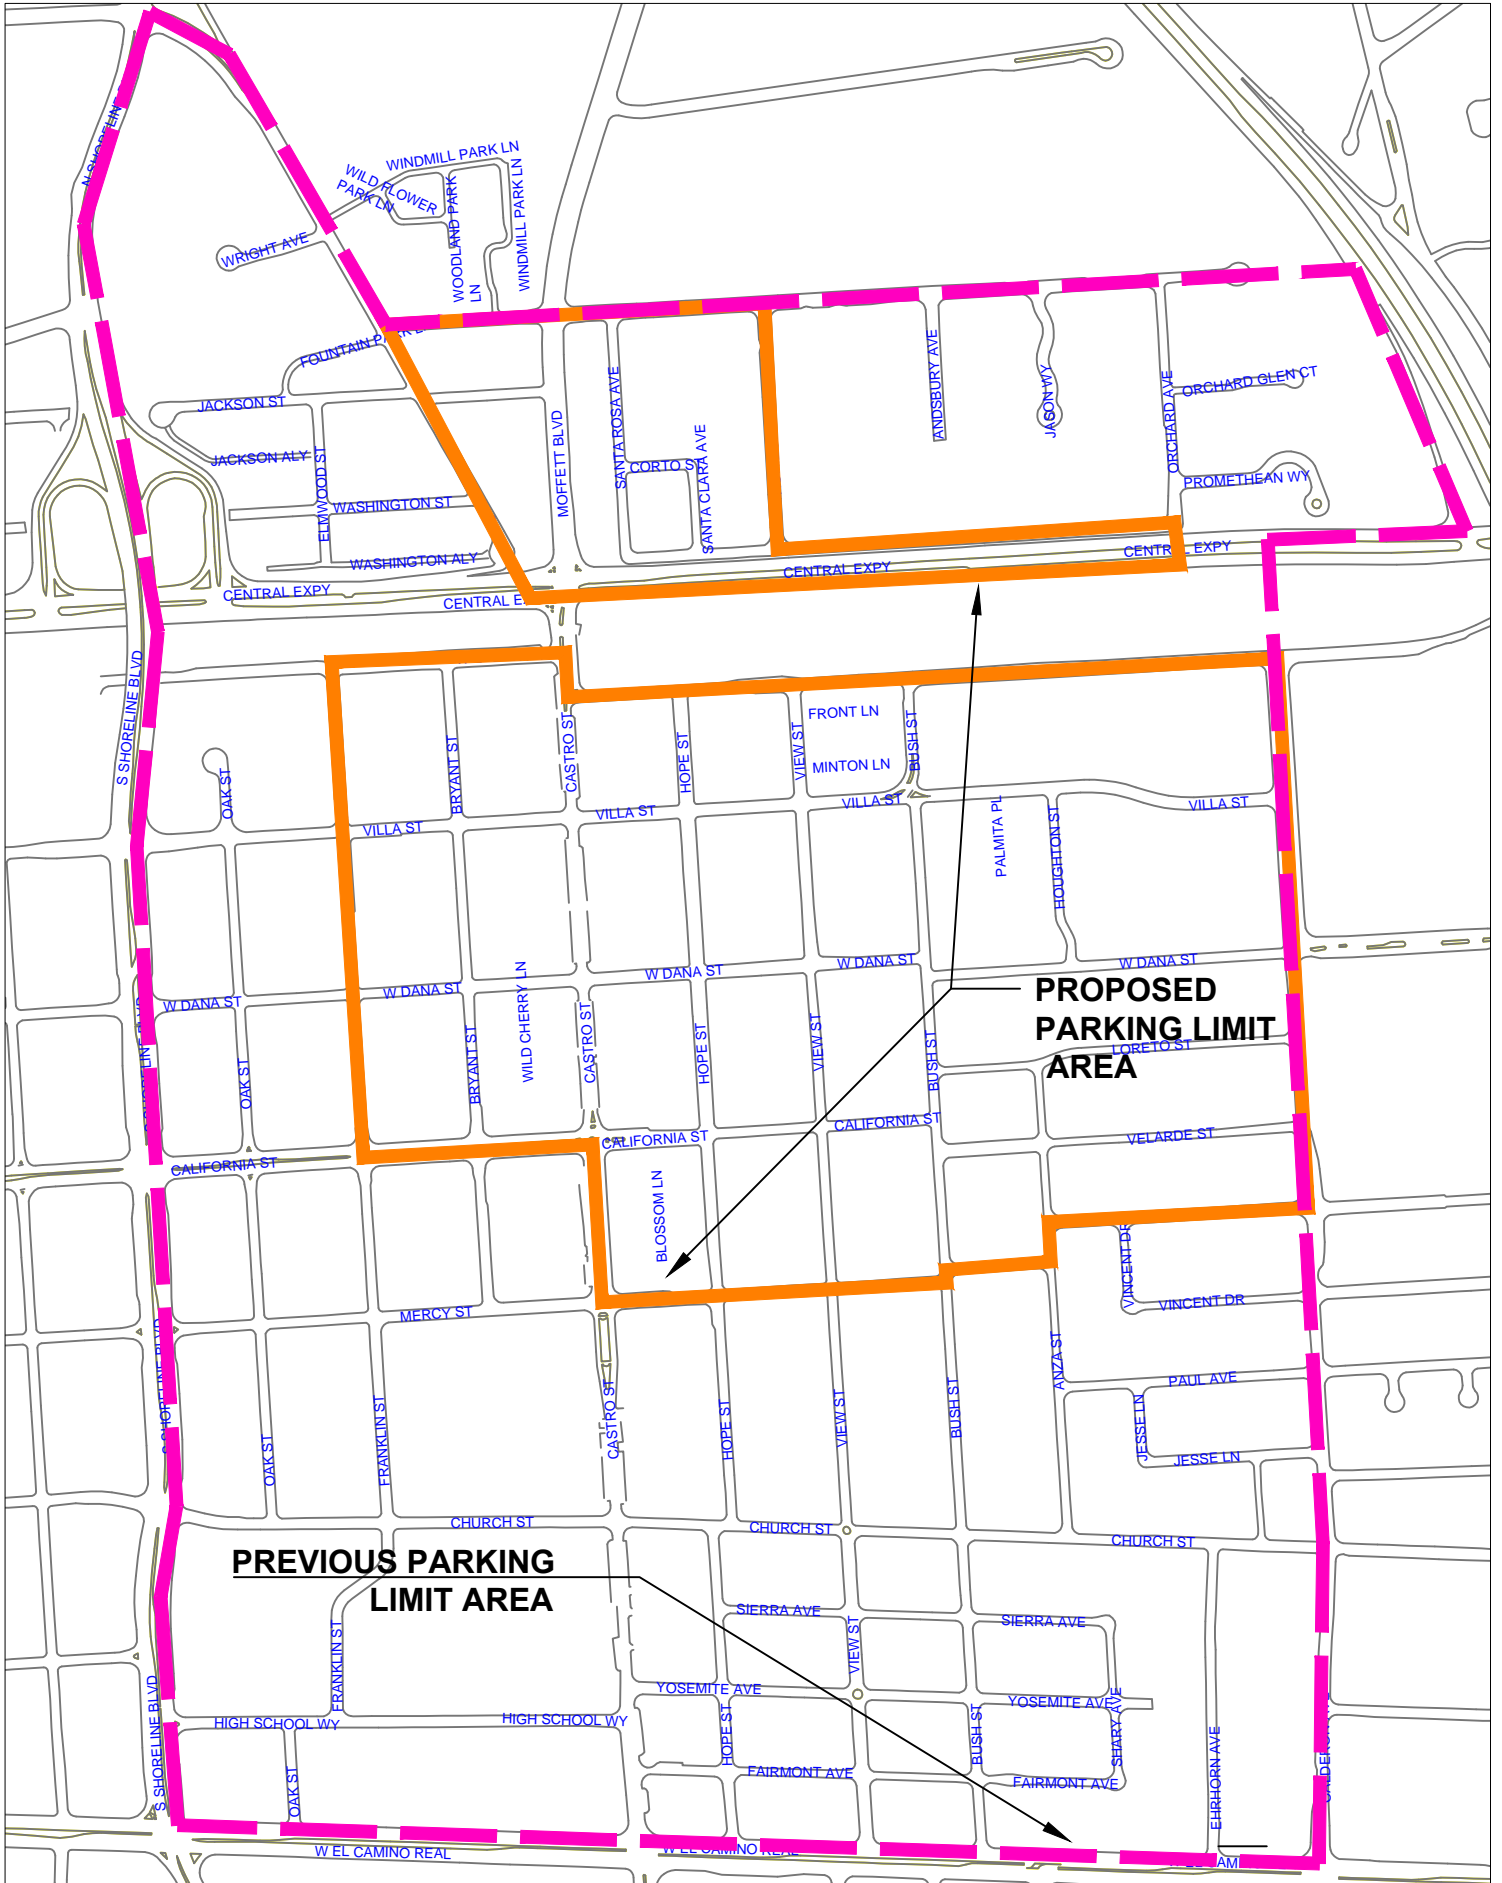 N SHORELINE
WINDMILL PARK LN
WILD FLOWER
PARK LN
WOODLAND PARK
LN
WINDMILL PARK LN
WRIGHT AVE
FOUNTAIN PARK
JACKSON ST
JACKSON ALY
ELMWOOD ST
WASHINGTON ST
WASHINGTON ALY
MOFFETT BLVD
SANTA ROSA AVE
CORTO ST
SANTA CLARA AVE
ANDSBURY AVE
JASON WY
ORCHARD AVE
ORCHARD GLEN CT
PROMETHEAN WY
CENTRAL EXPY
CENTRAL EXPY
CENTRAL EXPY
CENTRAL E
S SHORELINE BLVD
OAK ST
BRYANT ST
CASTRO ST
HOPE ST
VIEW ST
FRONT LN
MINTON LN
BUSH ST
VILLA ST
VILLA ST
VILLA ST
VILLA ST
PALMITA PL
HOUGHTON ST
W DANA ST
W DANA ST
W DANA ST
W DANA ST
W DANA ST
PROPOSED
PARKING LIMIT
AREA
LORETO ST
OAK ST
BRYANT ST
WILD CHERRY LN
CASTRO ST
HOPE ST
VIEW ST
BUSH ST
CALIFORNIA ST
CALIFORNIA ST
CALIFORNIA ST
VELARDE ST
BLOSSOM LN
VINCENT DR
VINCENT DR
MERCY ST
S SHORELINE BLVD
OAK ST
FRANKLIN ST
CASTRO ST
HOPE ST
VIEW ST
BUSH ST
ANZA ST
PAUL AVE
JESSE LN
JESSE LN
CHURCH ST
CHURCH ST
CHURCH ST
PREVIOUS PARKING
LIMIT AREA
SIERRA AVE
SIERRA AVE
FRANKLIN ST
VIEW ST
YOSEMITE AVE
YOSEMITE AVE
SHARY AVE
S SHORELINE BLVD
HIGH SCHOOL WY
HIGH SCHOOL WY
OAK ST
HOPE ST
BUSH ST
FAIRMONT AVE
FAIRMONT AVE
EHRHORN AVE
W EL CAMINO REAL
W EL CAMINO REAL